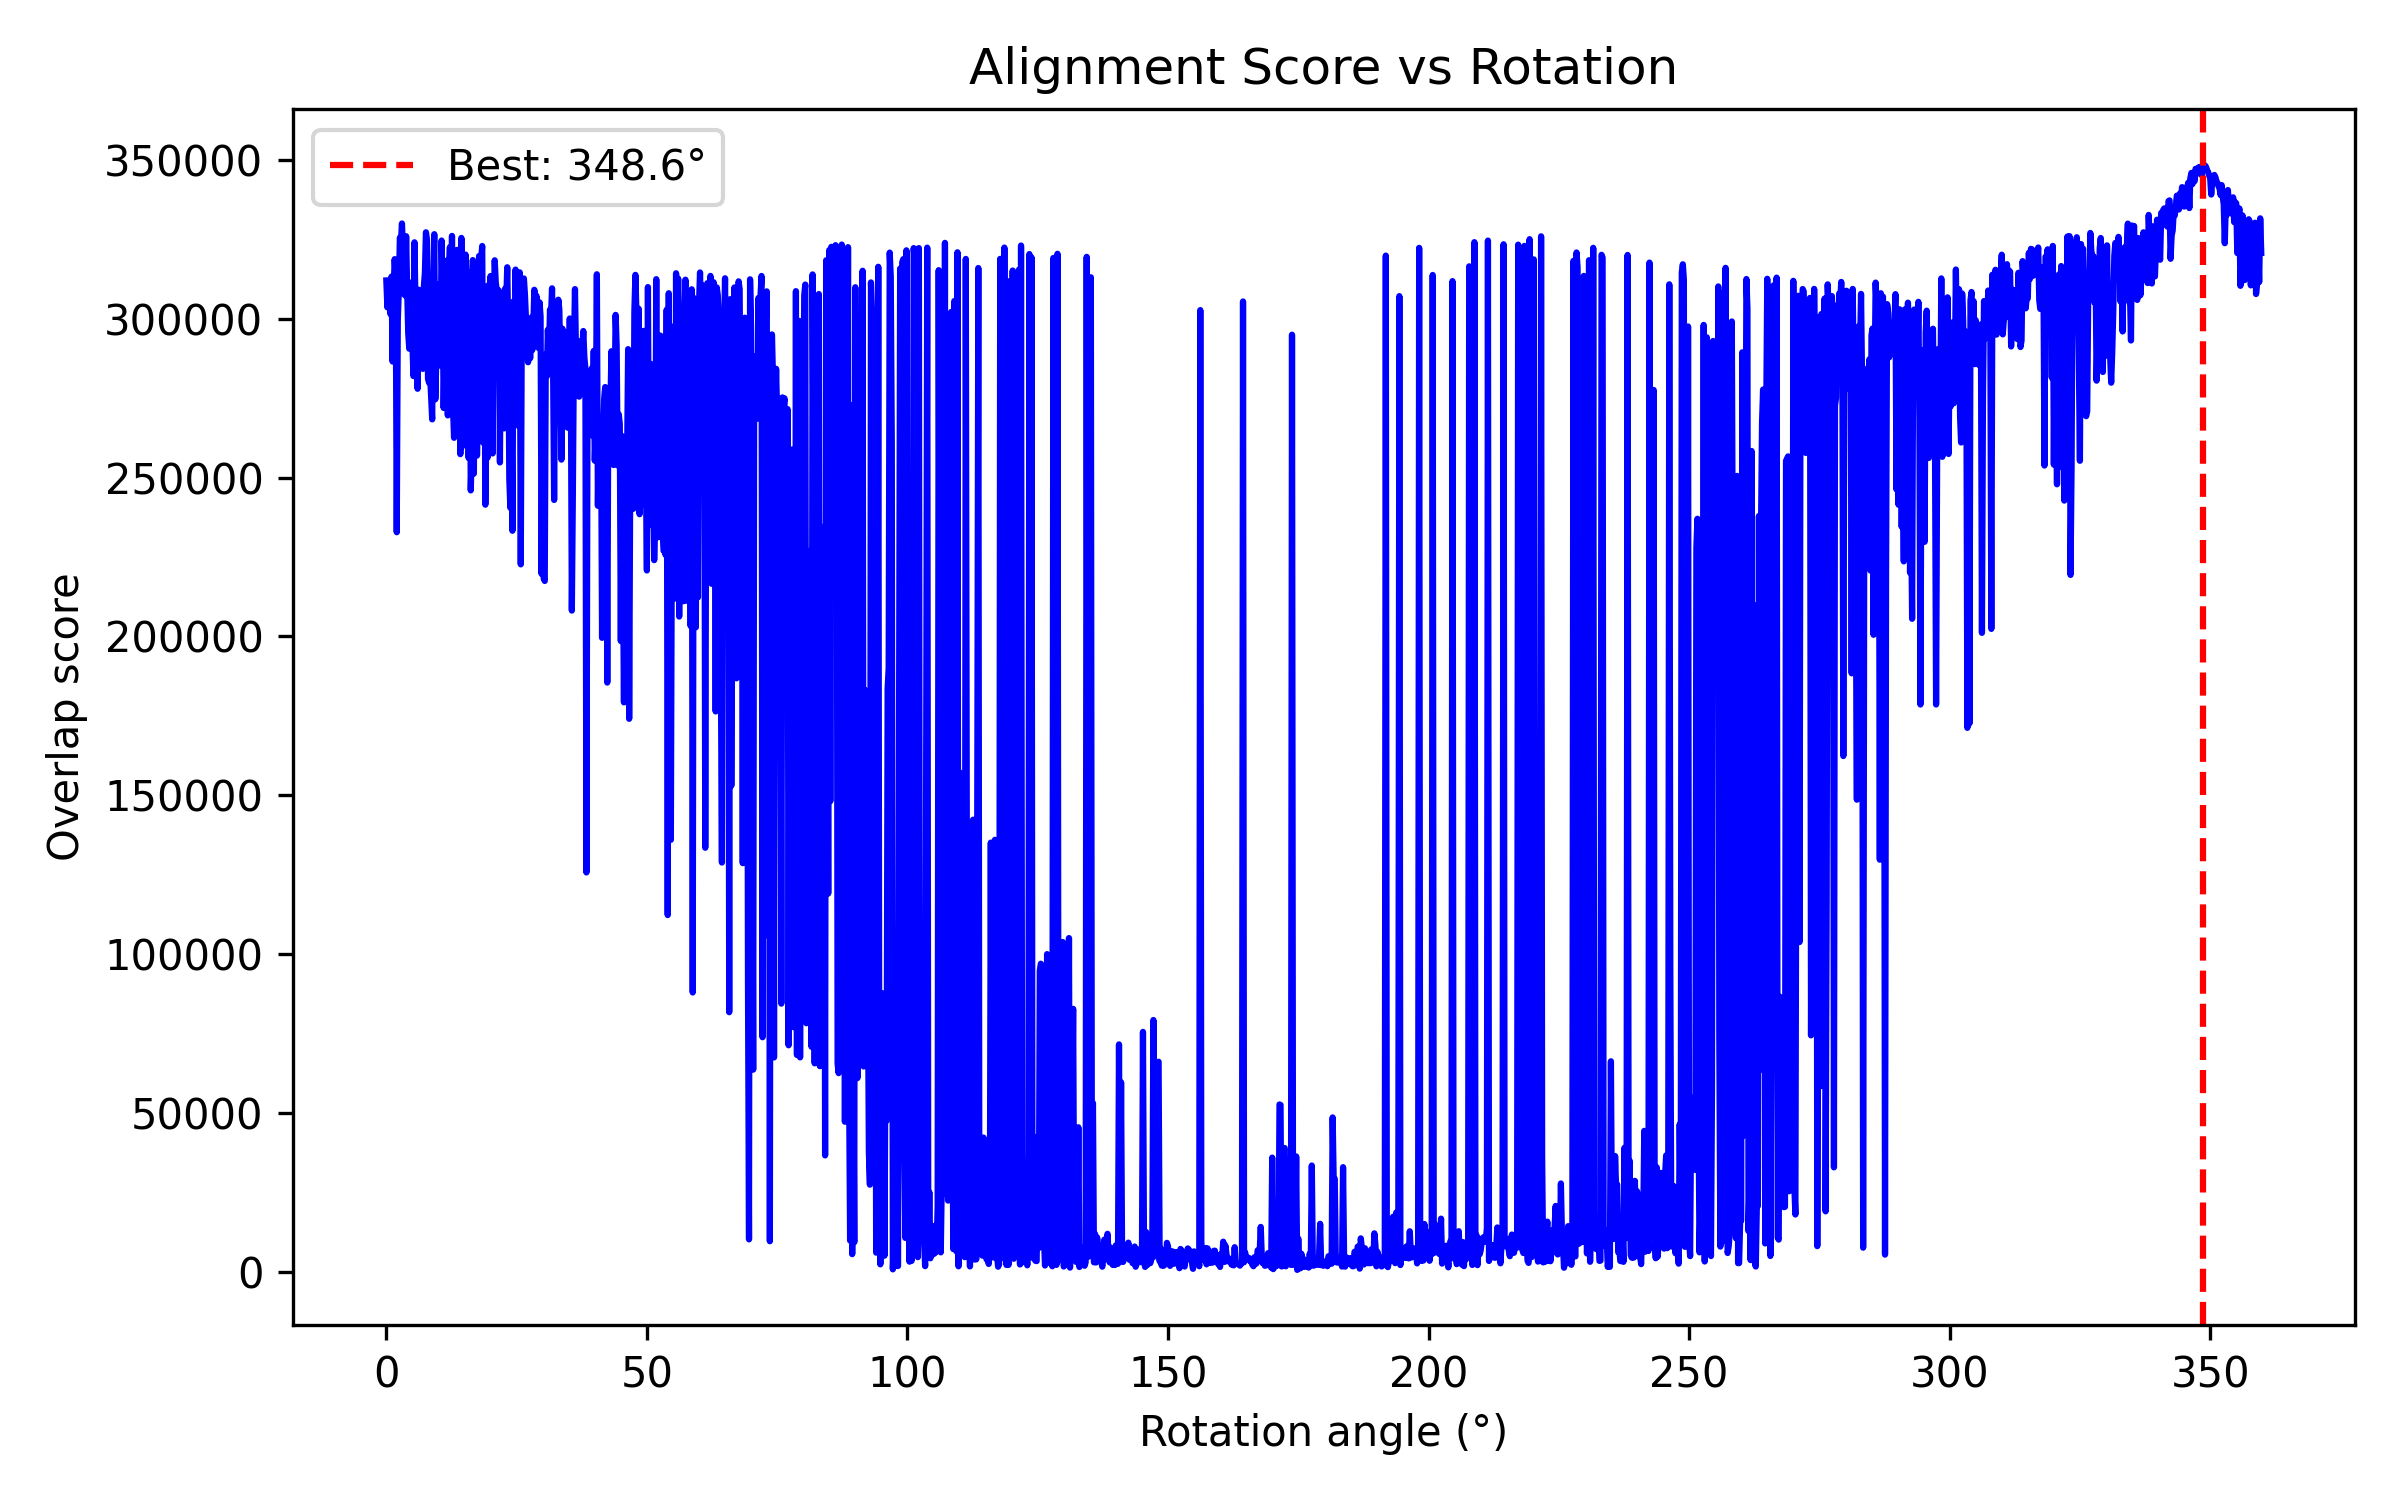 Alignment Score vs Rotation
Best: 348.6°
350000
300000
250000
200000
150000
100000
50000
0
Overlap score
0 50 100 150 200 250 300 350
Rotation angle (°)